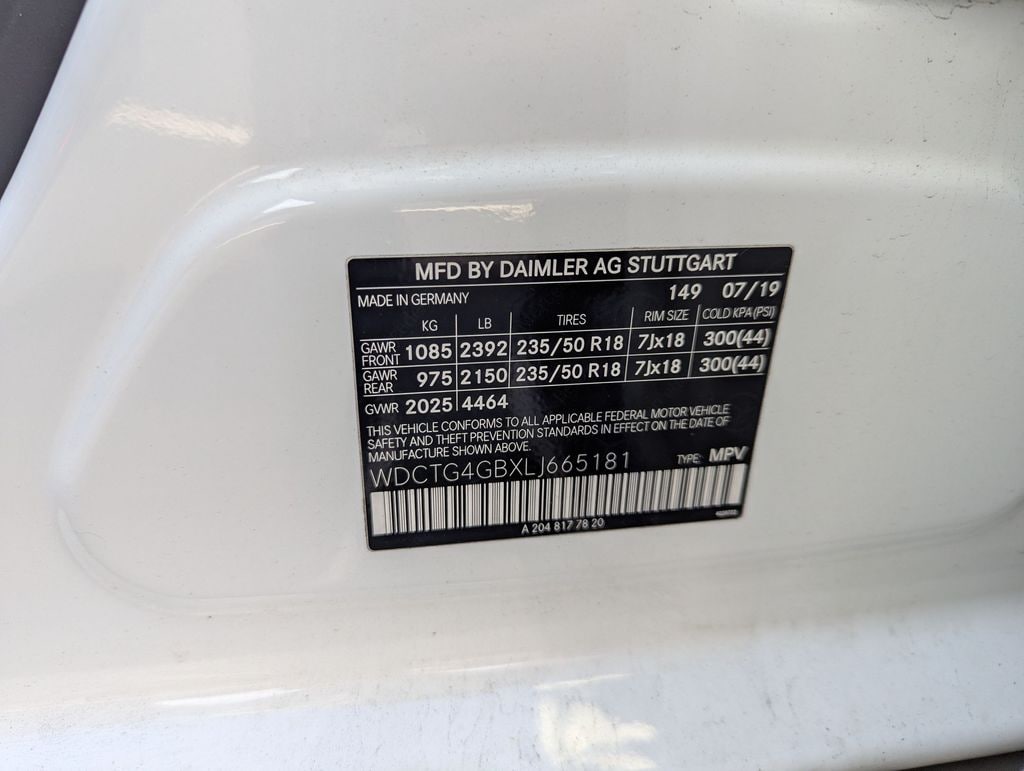 MFD BY DAIMLER AG STUTTGART
MADE IN GERMANY 149 07/19
KG LB TIRES RIM SIZE COLD KPA(PSI)
GAWR FRONT 1085 2392 235/50 R18 7Jx18 300(44)
GAWR REAR 975 2150 235/50 R18 7Jx18 300(44)
GVWR 2025 4464
THIS VEHICLE CONFORMS TO ALL APPLICABLE FEDERAL MOTOR VEHICLE
SAFETY AND THEFT PREVENTION STANDARDS IN EFFECT ON THE DATE OF
MANUFACTURE SHOWN ABOVE.
WDCTG4GBXLJ665181 TYPE: MPV
A 204 817 78 20